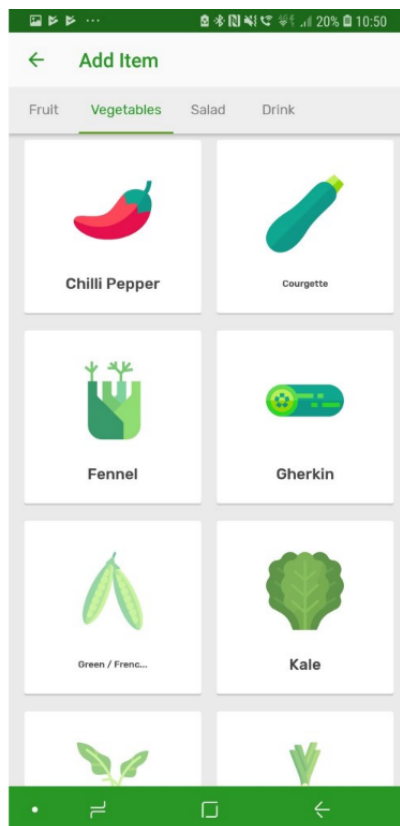 20% 10:50
Add Item
Fruit Vegetables Salad Drink
Chilli Pepper Courgette
Fennel Gherkin
Green / Frenc... Kale